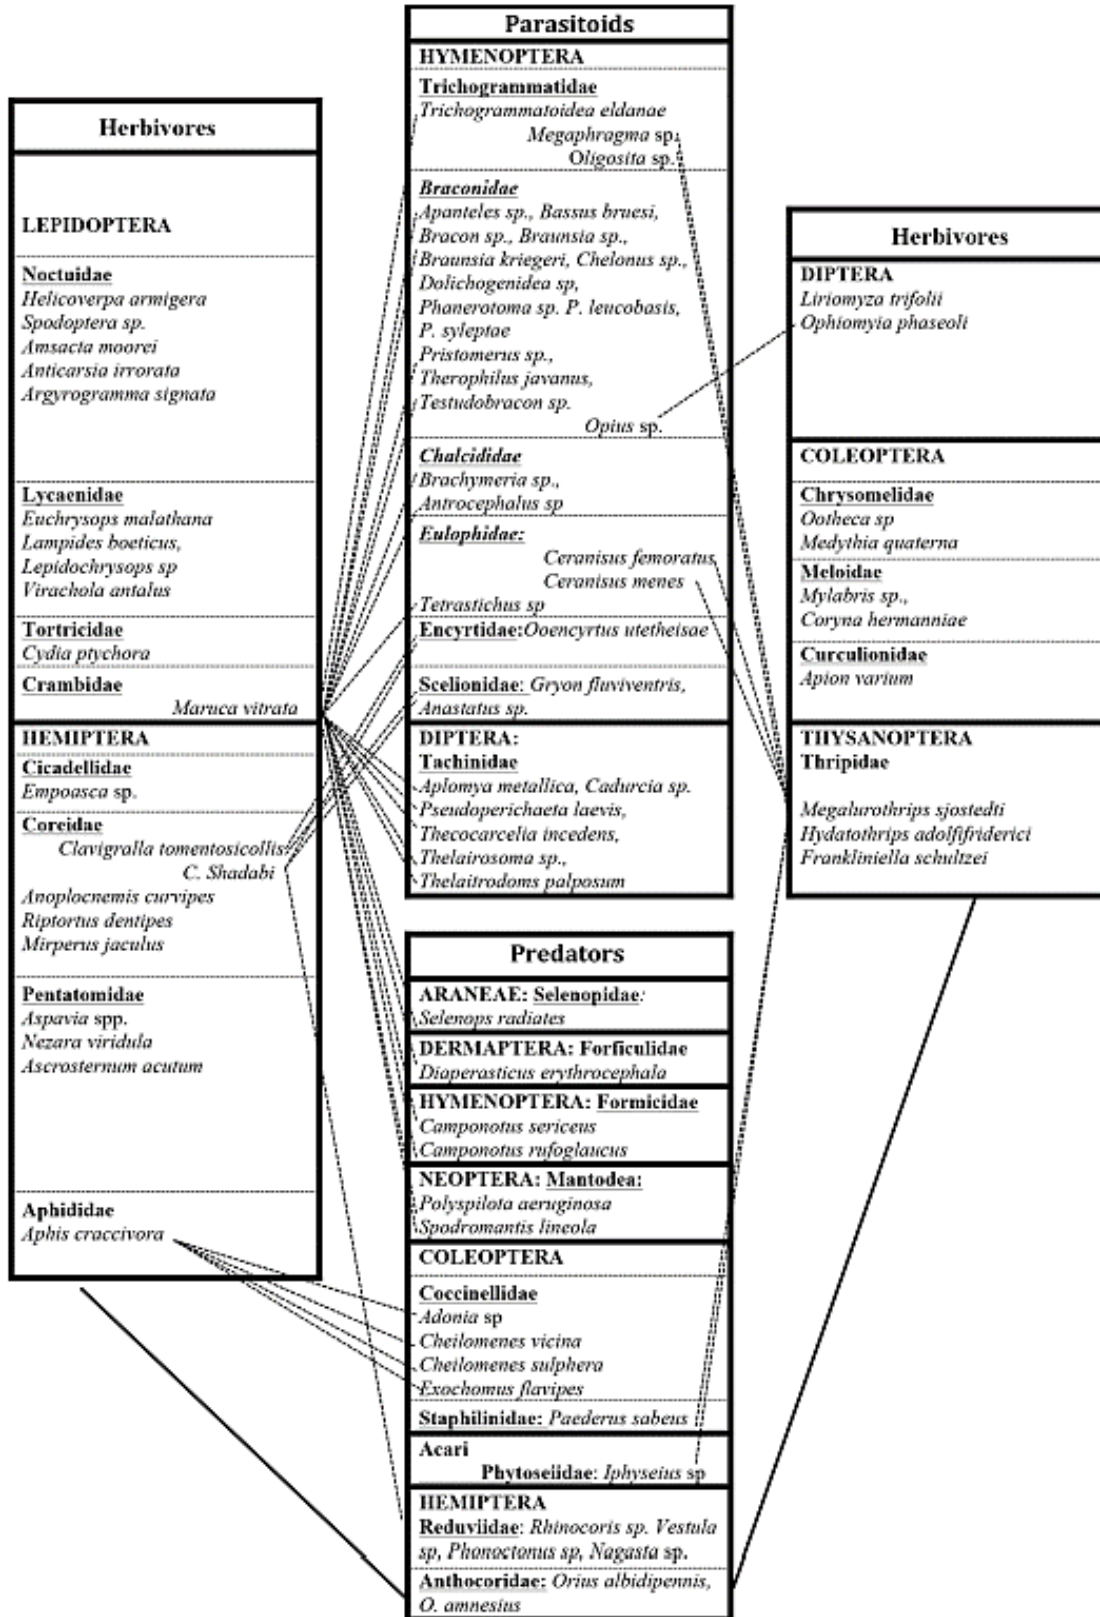 Herbivores
LEPIDOPTERA
Noctuidae
Helicoverpa armigera
Spodoptera sp.
Amsacta moorei
Anticarsia irrorata
Argyrogramma signata
Lycaenidae
Euchrysops malathana
Lampides boeticus,
Lepidochrysops sp
Virachola antalus
Tortricidae
Cydia ptychora
Crambidae
Maruca vitrata
HEMIPTERA
Cicadellidae
Empoasca sp.
Coreidae
Clavigralla tomentosicollis
C. Shadabi
Anoplocnemis curvipes
Riptortus dentipes
Mirperus jaculus
Pentatomidae
Aspavia spp.
Nezara viridula
Ascrosternum acutum
Aphididae
Aphis craccivora
Parasitoids
HYMENOPTERA
Trichogrammatidae
Trichogrammatoidea eldanae
Megaphragma sp.
Oligosita sp.
Braconidae
Apanteles sp., Bassus bruesi,
Bracon sp., Braunsia sp.,
Braunsia kriegeri, Chelonus sp.,
Dolichogenidea sp,
Phanerotoma sp. P. leucobasis,
P. syleptae
Pristomerus sp.,
Therophilus javanus,
Testudobracon sp.
Opius sp.
Chalcididae
Brachymeria sp.,
Antrocephalus sp
Eulophidae:
Ceranisus femoratus
Ceranisus menes
Tetrastichus sp
Encyrtidae:Ooencyrtus utetheisae
Scelionidae: Gryon fluviventris,
Anastatus sp.
DIPTERA:
Tachinidae
Aplomya metallica, Cadurcia sp.
Pseudoperichaeta laevis,
Thecocarcelia incedens,
Thelairosoma sp.,
Thelaitrodoms palposum
Predators
ARANEAE: Selenopidae:
Selenops radiates
DERMAPTERA: Forficulidae
Diaperasticus erythrocephala
HYMENOPTERA: Formicidae
Camponotus sericeus
Camponotus rufoglaucus
NEOPTERA: Mantodea:
Polyspilota aeruginosa
Spodromantis lineola
COLEOPTERA
Coccinellidae
Adonia sp
Cheilomenes vicina
Cheilomenes sulphera
Exochomus flavipes
Staphilinidae: Paederus sabeus
Acari
Phytoseiidae: Iphyseius sp
HEMIPTERA
Reduviidae: Rhinocoris sp. Vestula
sp, Phonoctonus sp, Nagasta sp.
Anthocoridae: Orius albidipennis,
O. amnesius
Herbivores
DIPTERA
Liriomyza trifolii
Ophiomyia phaseoli
COLEOPTERA
Chrysomelidae
Ootheca sp
Medythia quaterna
Meloidae
Mylabris sp.,
Coryna hermanniae
Curculionidae
Apion varium
THYSANOPTERA
Thripidae
Megalurothrips sjostedti
Hydatothrips adolfifriderici
Frankliniella schultzei